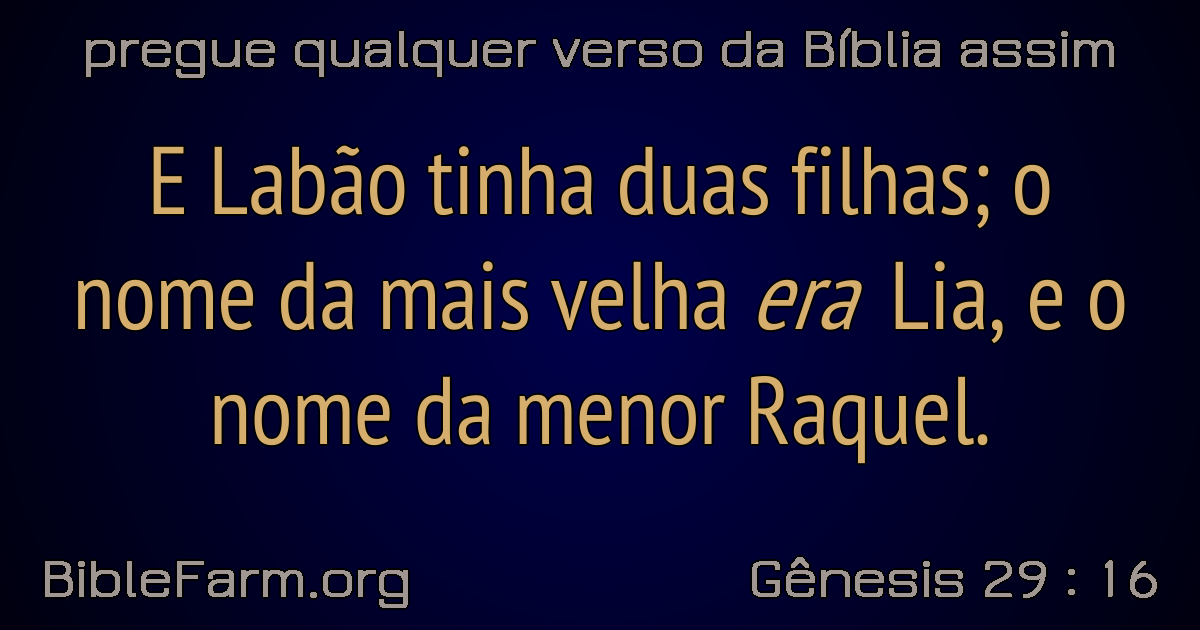 pregue qualquer verso da Bíblia assim
E Labão tinha duas filhas; o
nome da mais velha era Lia, e o
nome da menor Raquel.
BibleFarm.org
Gênesis 29 : 16